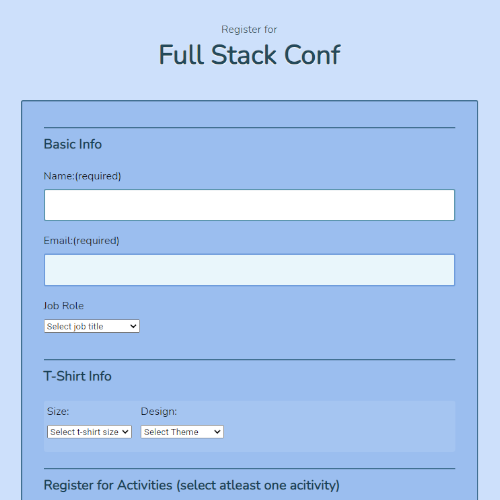 Register for
Full Stack Conf
Basic Info
Name:(required)
Email:(required)
Job Role
Select job title
T-Shirt Info
Size: Design:
Select t-shirt size Select Theme
Register for Activities (select atleast one acitivity)